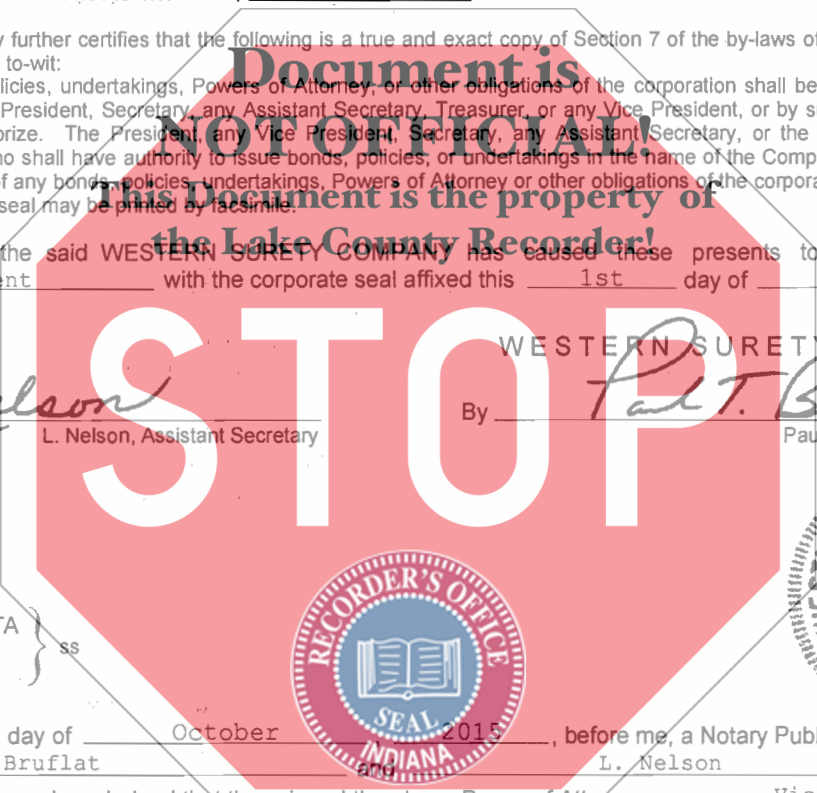 further certifies that the following is a true and exact copy of Section 7 of the by-laws of
to-wit:
licies, undertakings, Powers of Attorney, or other obligations of the corporation shall be
President, Secretary, any Assistant Secretary, Treasurer, or any Vice President, or by
orize. The President, any Vice President, Secretary, any Assistant Secretary, or the
shall have authority to issue bonds, policies, or undertakings in the name of the Comp
of any bonds, policies, undertakings, Powers of Attorney or other obligations of the corpora
seal may be printed by facsimile.
Document is
NOT OFFICIAL!
This Document is the property of
the Lake County Recorder!
the said WESTERN SURETY COMPANY has caused these presents to
ent with the corporate seal affixed this 1st day of
STOP
WESTERN SURETY
elson By Paul T. B
L. Nelson, Assistant Secretary Pau
RECORDER'S OFFICE
SEAL
INDIANA
TA } ss
day of October 2015, before me, a Notary Publ
Bruflat and L. Nelson